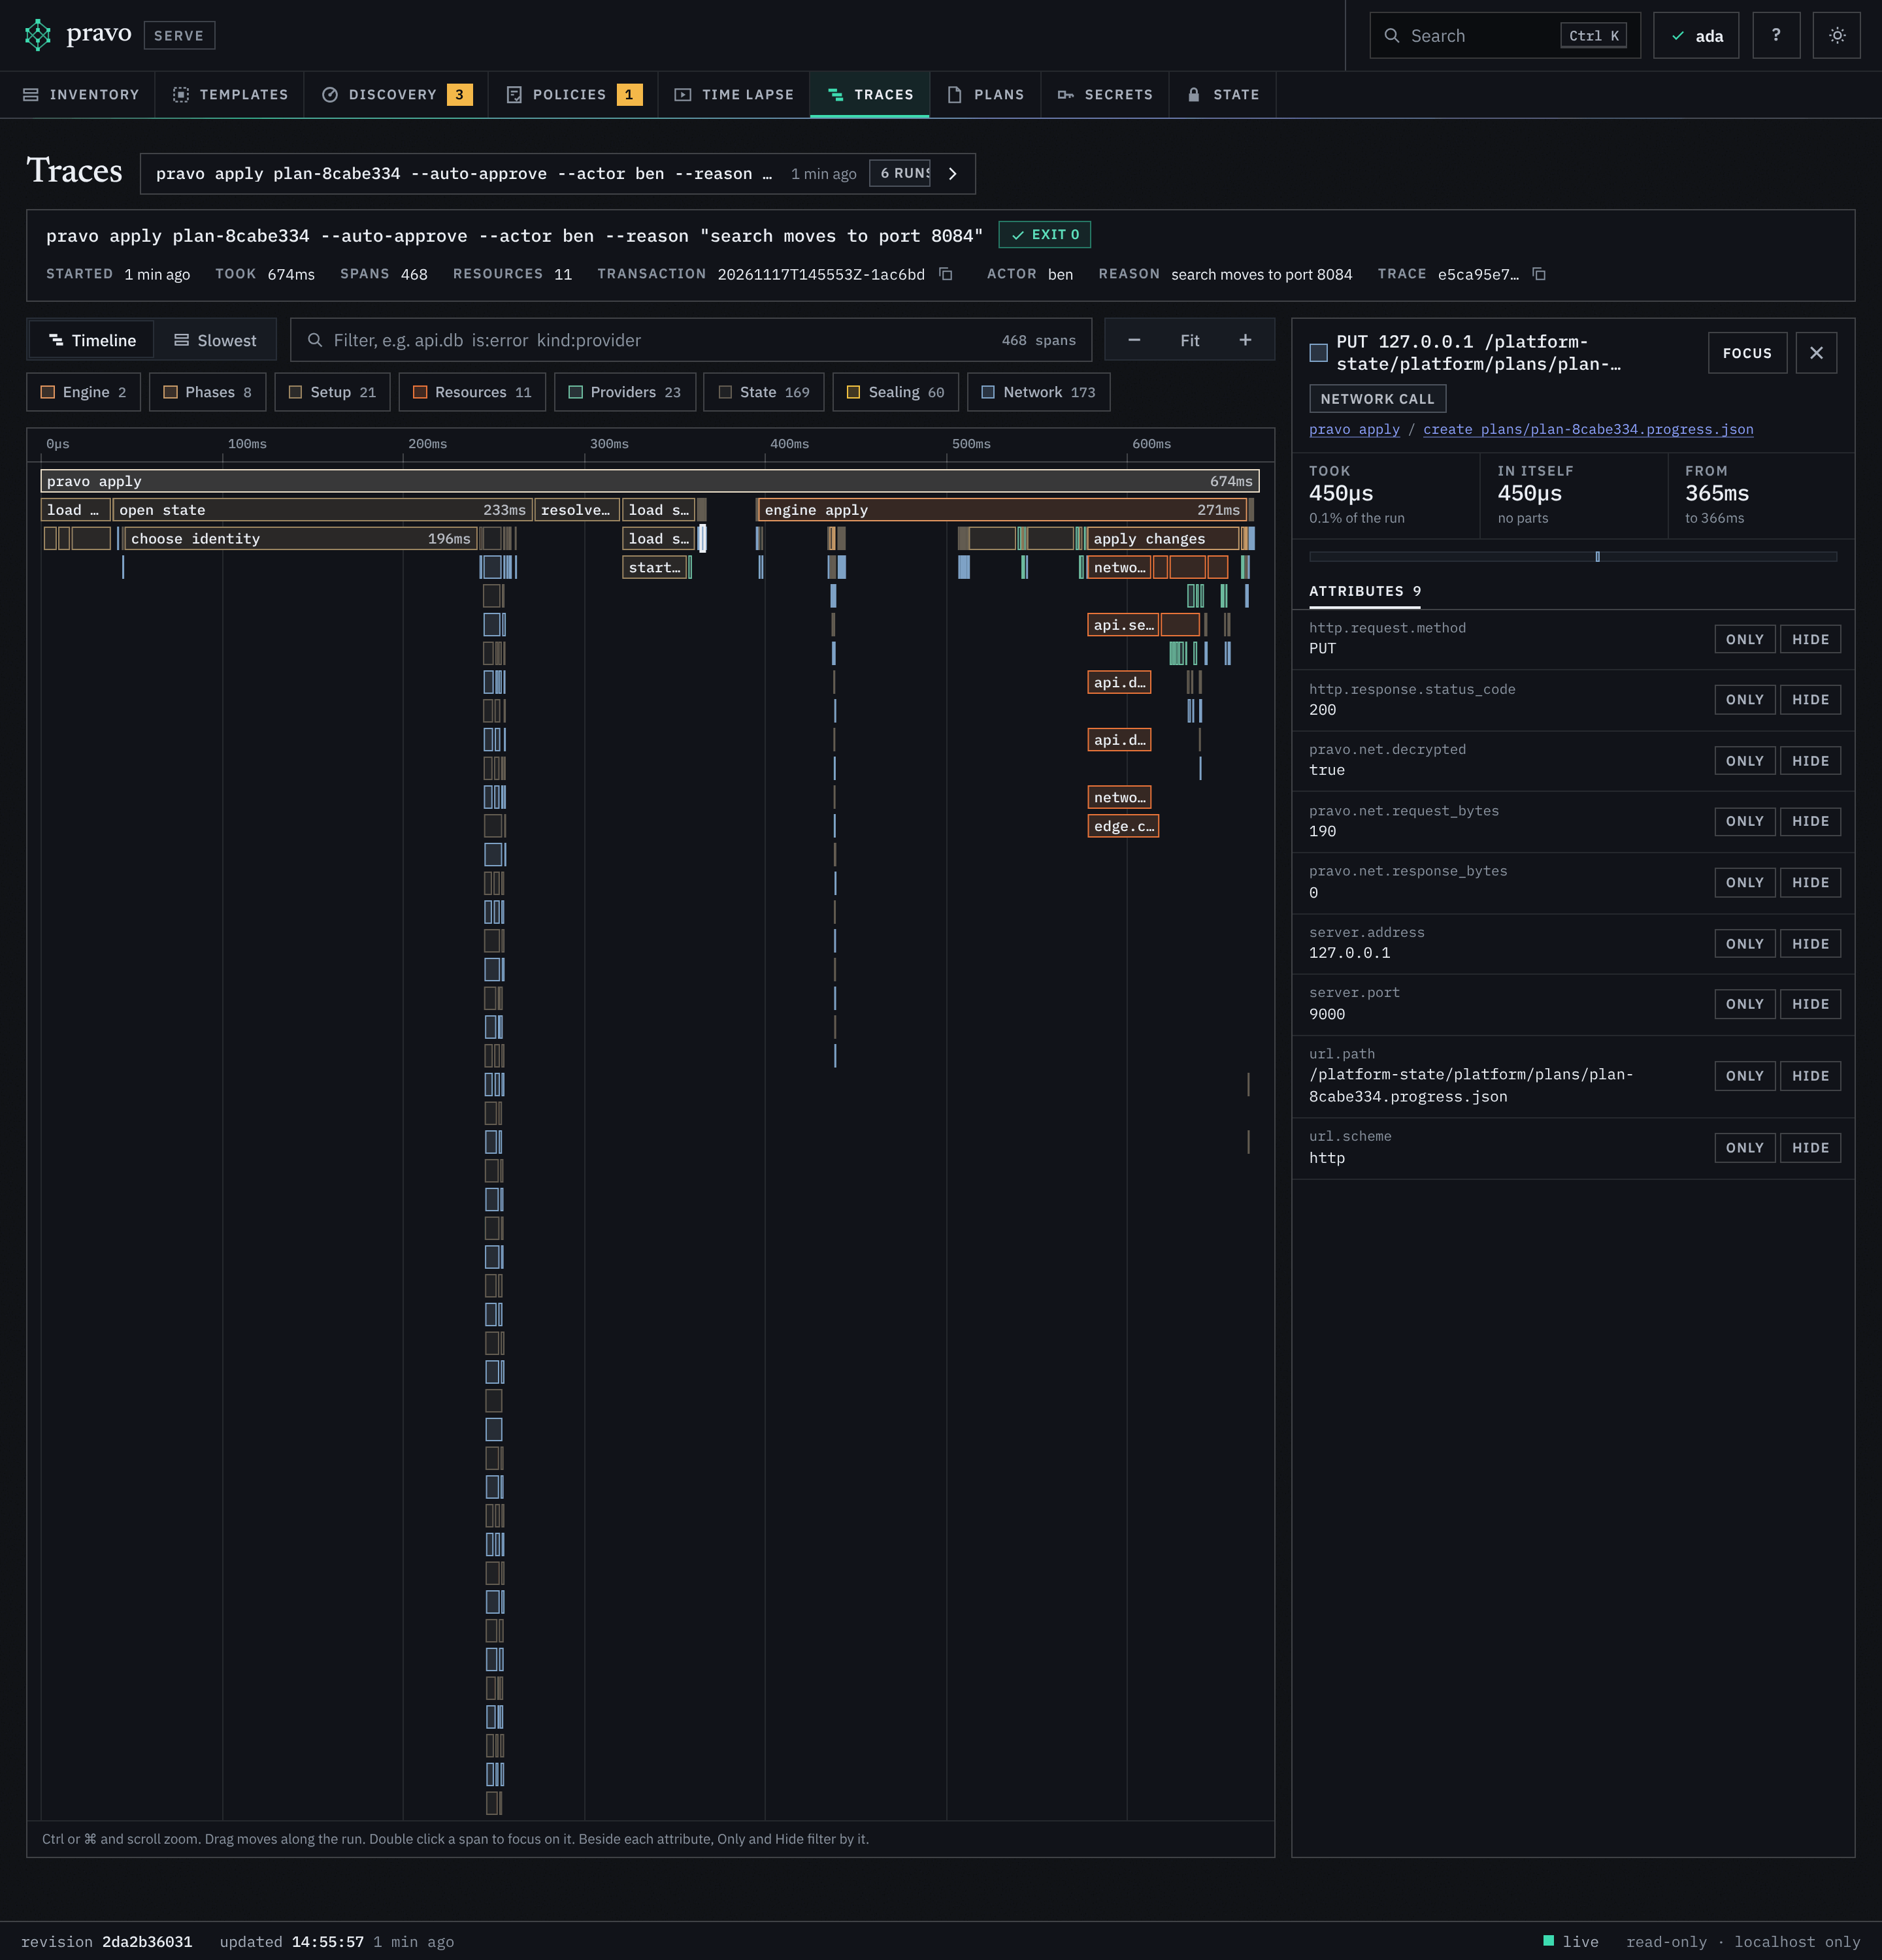 pravo SERVE Search Ctrl K ada ?
INVENTORY TEMPLATES DISCOVERY 3 POLICIES 1 TIME LAPSE TRACES PLANS SECRETS STATE
Traces pravo apply plan-8cabe334 --auto-approve --actor ben --reason … 1 min ago 6 RUNS
pravo apply plan-8cabe334 --auto-approve --actor ben --reason "search moves to port 8084" EXIT 0
STARTED 1 min ago TOOK 674ms SPANS 468 RESOURCES 11 TRANSACTION 20261117T145553Z-1ac6bd ACTOR ben REASON search moves to port 8084 TRACE e5ca95e7…
Timeline Slowest Filter, e.g. api.db is:error kind:provider 468 spans − Fit +
Engine 2 Phases 8 Setup 21 Resources 11 Providers 23 State 169 Sealing 60 Network 173
0µs 100ms 200ms 300ms 400ms 500ms 600ms
pravo apply 674ms
load … open state 233ms resolve… load s… engine apply 271ms
choose identity 196ms load s… apply changes
start… netwo…
api.se…
api.d…
api.d…
netwo…
edge.c…
Ctrl or ⌘ and scroll zoom. Drag moves along the run. Double click a span to focus on it. Beside each attribute, Only and Hide filter by it.
PUT 127.0.0.1 /platform-
state/platform/plans/plan-…
FOCUS
NETWORK CALL
pravo apply / create plans/plan-8cabe334.progress.json
TOOK IN ITSELF FROM
450µs 450µs 365ms
0.1% of the run no parts to 366ms
ATTRIBUTES 9
http.request.method
PUT
ONLY HIDE
http.response.status_code
200
ONLY HIDE
pravo.net.decrypted
true
ONLY HIDE
pravo.net.request_bytes
190
ONLY HIDE
pravo.net.response_bytes
0
ONLY HIDE
server.address
127.0.0.1
ONLY HIDE
server.port
9000
ONLY HIDE
url.path
/platform-state/platform/plans/plan-
8cabe334.progress.json
ONLY HIDE
url.scheme
http
ONLY HIDE
revision 2da2b36031 updated 14:55:57 1 min ago live read-only · localhost only